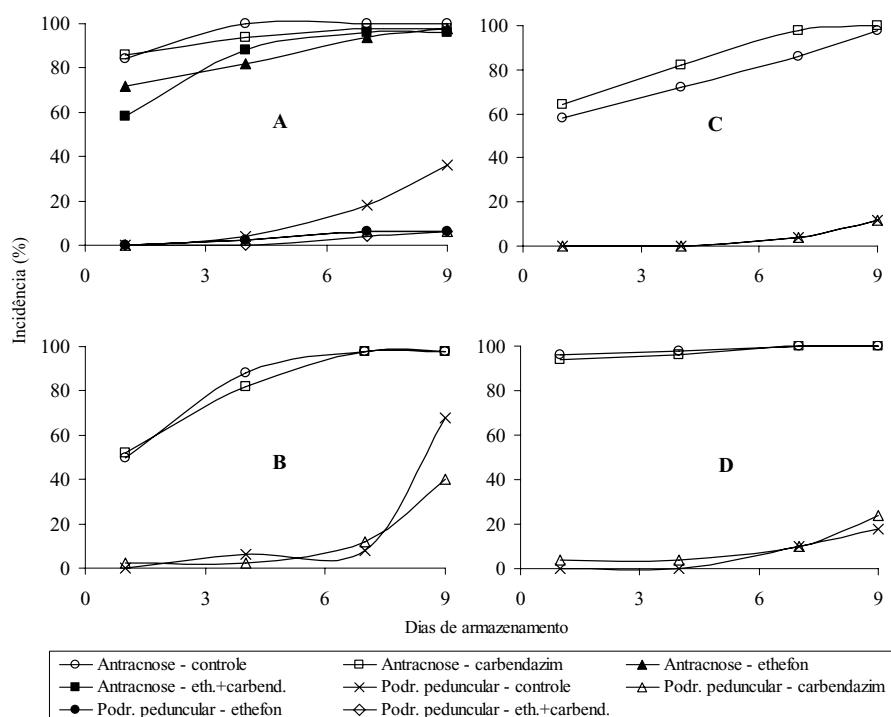 Incidência (%)
100
80
60
40
20
0
A
0 3 6 9
100
80
60
40
20
0
C
0 3 6 9
100
80
60
40
20
0
B
0 3 6 9
100
80
60
40
20
0
D
0 3 6 9
Dias de armazenamento
Antracnose - controle
Antracnose - carbendazim
Antracnose - ethefon
Antracnose - eth.+carbend.
Podr. peduncular - controle
Podr. peduncular - carbendazim
Podr. peduncular - ethefon
Podr. peduncular - eth.+carbend.